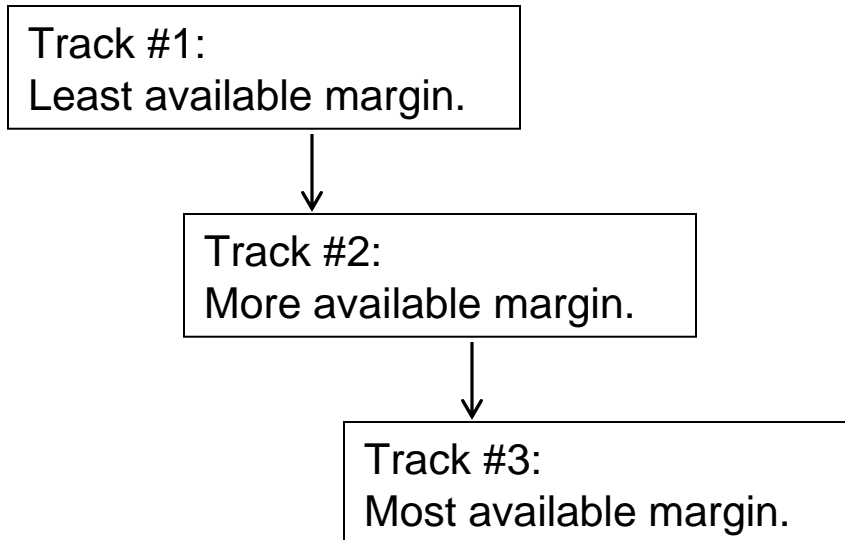 Track #1:
Least available margin.
Track #2:
More available margin.
Track #3:
Most available margin.